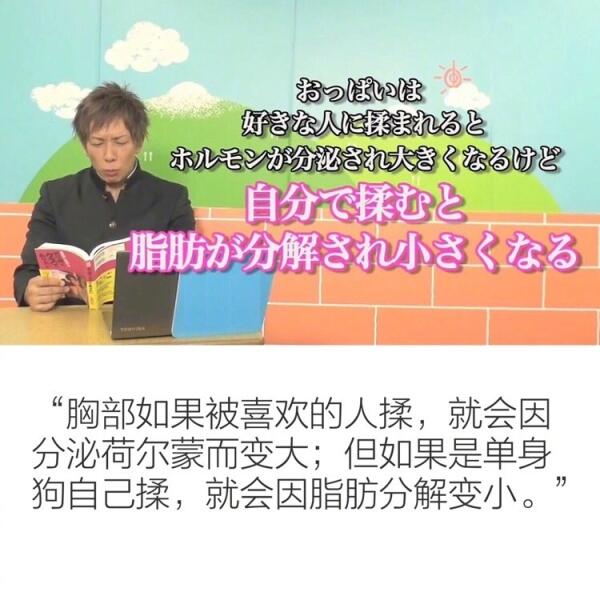 おっぱいは
好きな人に揉まれると
ホルモンが分泌され大きくなるけど
自分で揉むと
脂肪が分解され小さくなる
TOSHIBA
“胸部如果被喜欢的人揉，就会因
分泌荷尔蒙而变大；但如果是单身
狗自己揉，就会因脂肪分解变小。”